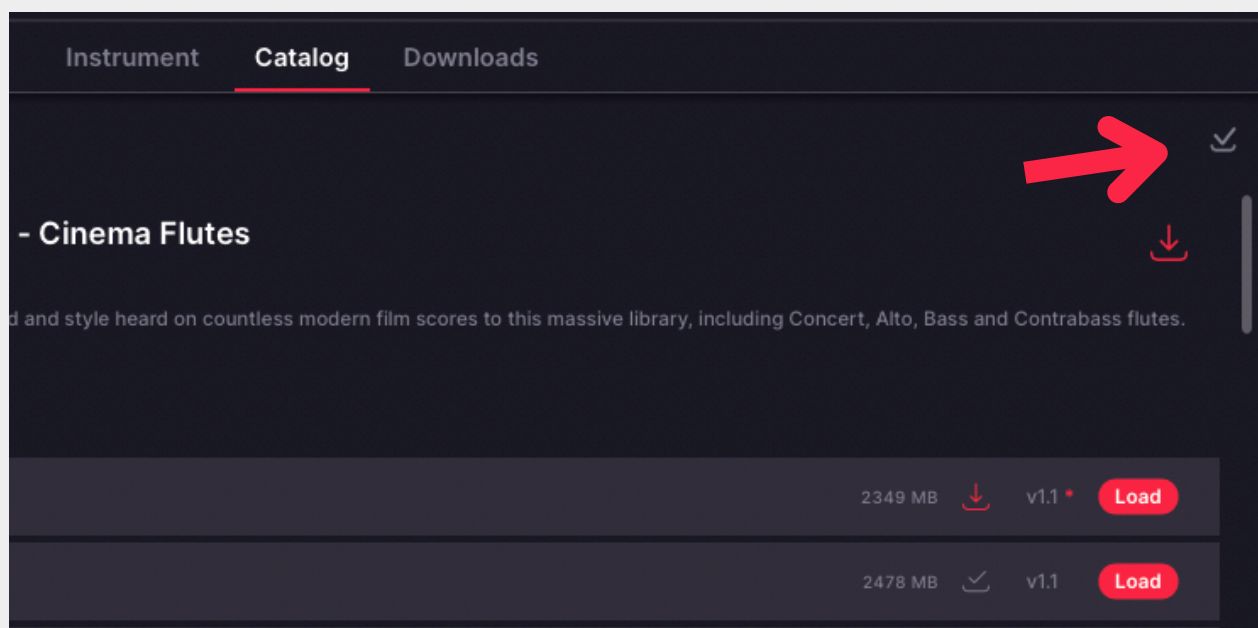 Instrument Catalog Downloads
- Cinema Flutes
and style heard on countless modern film scores to this massive library, including Concert, Alto, Bass and Contrabass flutes.
2349 MB v1.1 * Load
2478 MB v1.1 Load